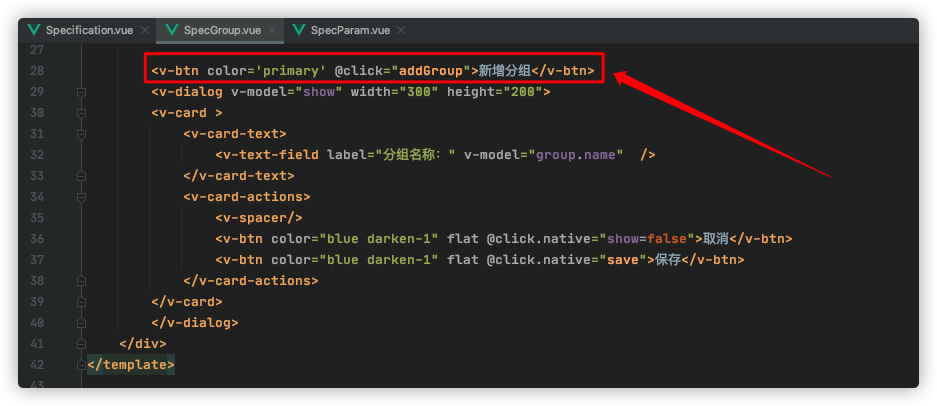 Specification.vue SpecGroup.vue SpecParam.vue
27
28 <v-btn color='primary' @click="addGroup">新增分组</v-btn>
29 <v-dialog v-model="show" width="300" height="200">
30 <v-card >
31 <v-card-text>
32 <v-text-field label="分组名称：" v-model="group.name"  />
33 </v-card-text>
34 <v-card-actions>
35 <v-spacer/>
36 <v-btn color="blue darken-1" flat @click.native="show=false">取消</v-btn>
37 <v-btn color="blue darken-1" flat @click.native="save">保存</v-btn>
38 </v-card-actions>
39 </v-card>
40 </v-dialog>
41 </div>
42 </template>
43